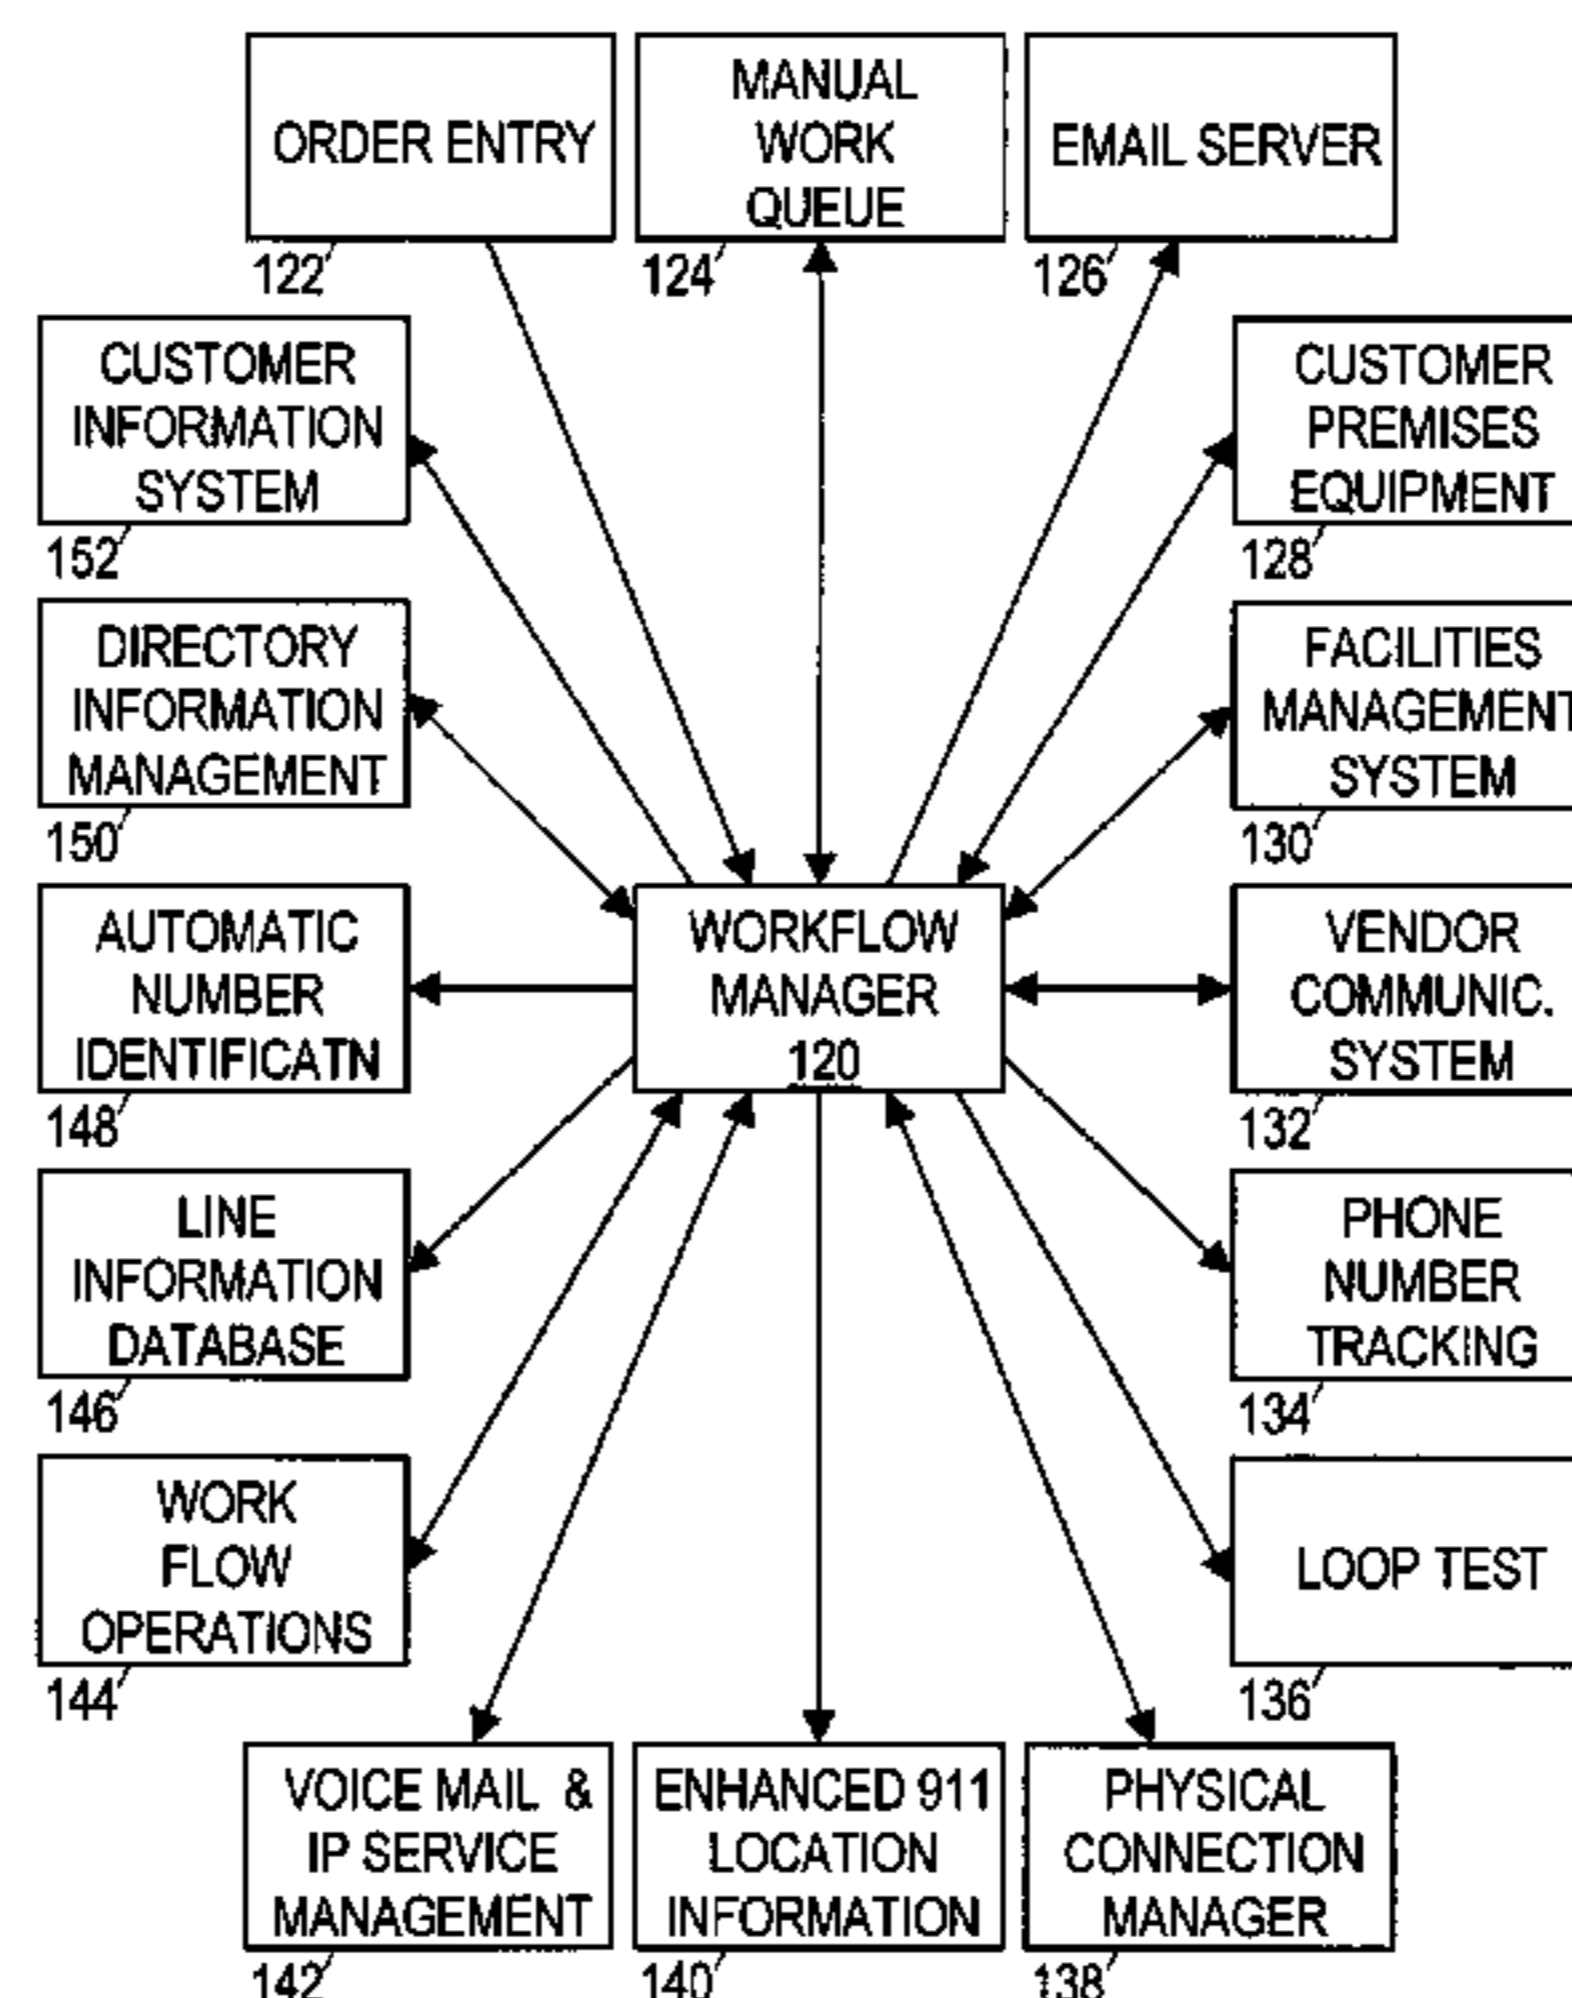 ORDER ENTRY
122
MANUAL
WORK
QUEUE
124
EMAIL SERVER
126
CUSTOMER
INFORMATION
SYSTEM
152
CUSTOMER
PREMISES
EQUIPMENT
128
DIRECTORY
INFORMATION
MANAGEMENT
150
FACILITIES
MANAGEMENT
SYSTEM
130
AUTOMATIC
NUMBER
IDENTIFICATN
148
WORKFLOW
MANAGER
120
VENDOR
COMMUNIC.
SYSTEM
132
LINE
INFORMATION
DATABASE
146
PHONE
NUMBER
TRACKING
134
WORK
FLOW
OPERATIONS
144
LOOP TEST
136
VOICE MAIL &
IP SERVICE
MANAGEMENT
142
ENHANCED 911
LOCATION
INFORMATION
140
PHYSICAL
CONNECTION
MANAGER
138